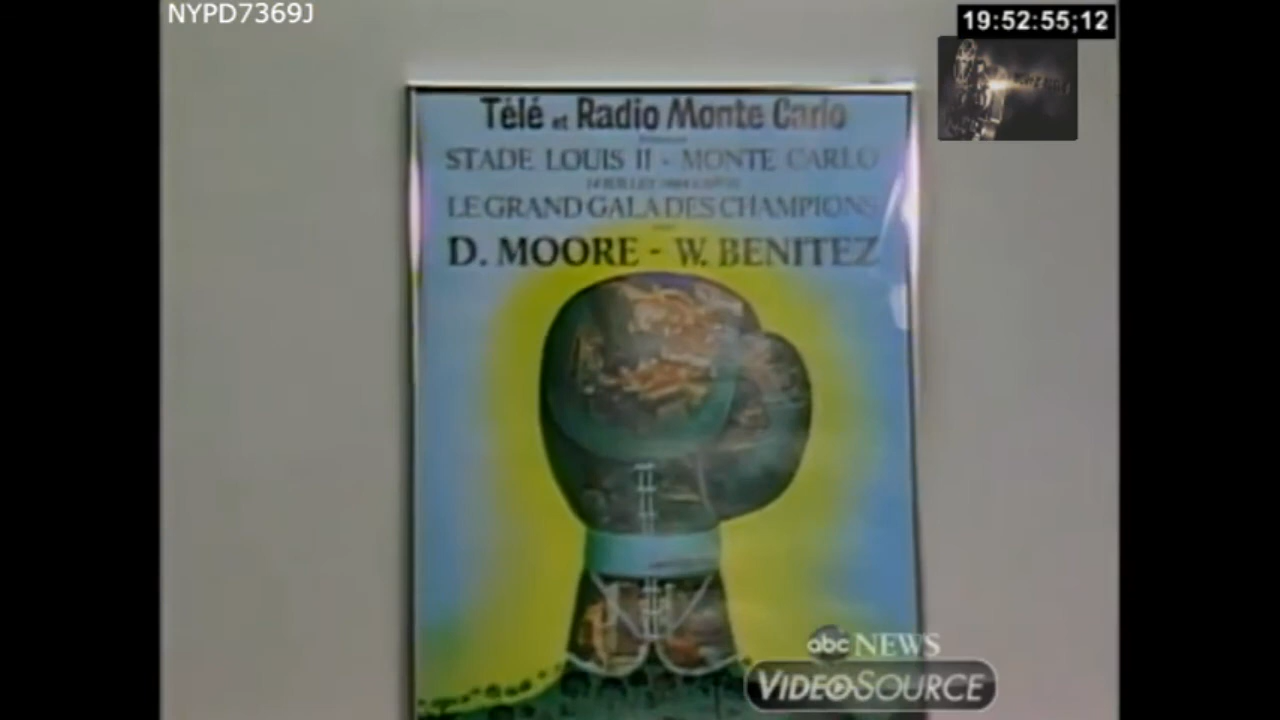 NYPD7369J
19:52:55;12
Télé et Radio Monte Carlo
STADE LOUIS II - MONTE CARLO
LE GRAND GALA DES CHAMPIONS
D. MOORE - W. BENITEZ
abc NEWS
VIDEOSOURCE